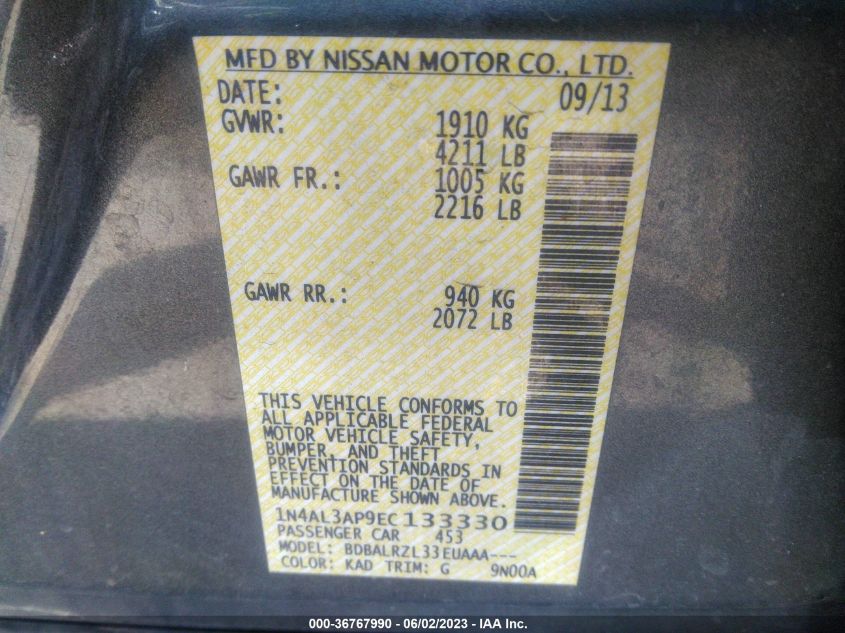 MFD BY NISSAN MOTOR CO., LTD.
DATE: 09/13
GVWR: 1910 KG
4211 LB
GAWR FR.: 1005 KG
2216 LB
GAWR RR.: 940 KG
2072 LB
THIS VEHICLE CONFORMS TO
ALL APPLICABLE FEDERAL
MOTOR VEHICLE SAFETY,
BUMPER, AND THEFT
PREVENTION STANDARDS IN
EFFECT ON THE DATE OF
MANUFACTURE SHOWN ABOVE.
1N4AL3AP9EC133330
PASSENGER CAR 453
MODEL: BDBALRZL33EUAAA---
COLOR: KAD TRIM: G 9N00A
000-36767990 - 06/02/2023 - IAA Inc.